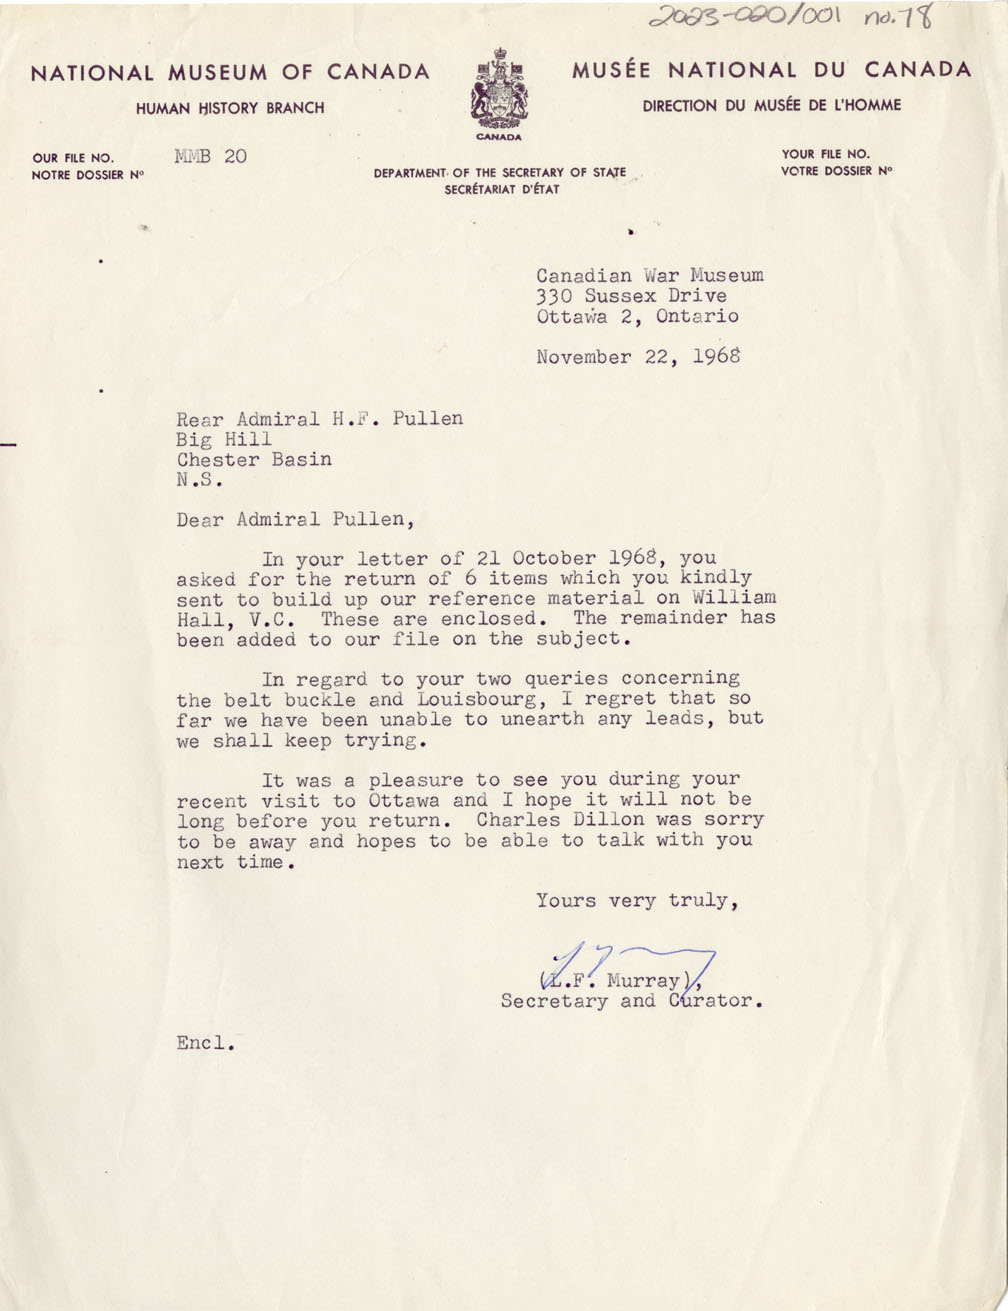 2023-020/001 no. 78
NATIONAL MUSEUM OF CANADA
HUMAN HISTORY BRANCH
CANADA
MUSÉE NATIONAL DU CANADA
DIRECTION DU MUSÉE DE L'HOMME
OUR FILE NO.
NOTRE DOSSIER Nº
MMB 20
DEPARTMENT OF THE SECRETARY OF STATE
SECRÉTARIAT D'ÉTAT
YOUR FILE NO.
VOTRE DOSSIER Nº
Canadian War Museum
330 Sussex Drive
Ottawa 2, Ontario
November 22, 1968
Rear Admiral H.F. Pullen
Big Hill
Chester Basin
N.S.
Dear Admiral Pullen,
In your letter of 21 October 1968, you
asked for the return of 6 items which you kindly
sent to build up our reference material on William
Hall, V.C. These are enclosed. The remainder has
been added to our file on the subject.
In regard to your two queries concerning
the belt buckle and Louisbourg, I regret that so
far we have been unable to unearth any leads, but
we shall keep trying.
It was a pleasure to see you during your
recent visit to Ottawa and I hope it will not be
long before you return. Charles Dillon was sorry
to be away and hopes to be able to talk with you
next time.
Yours very truly,
(L.F. Murray),
Secretary and Curator.
Encl.